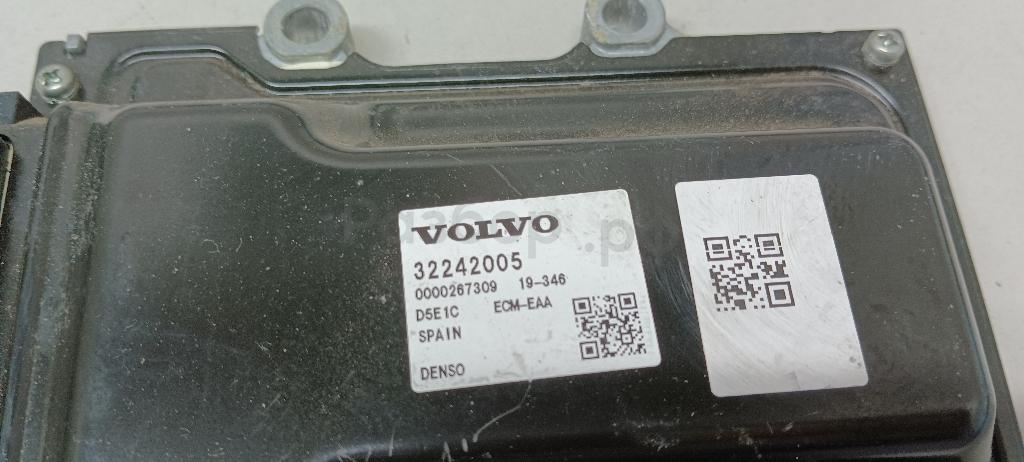 VOLVO
32242005
0000267309 19-346
D5E1C ECM-EAA
SPAIN
DENSO